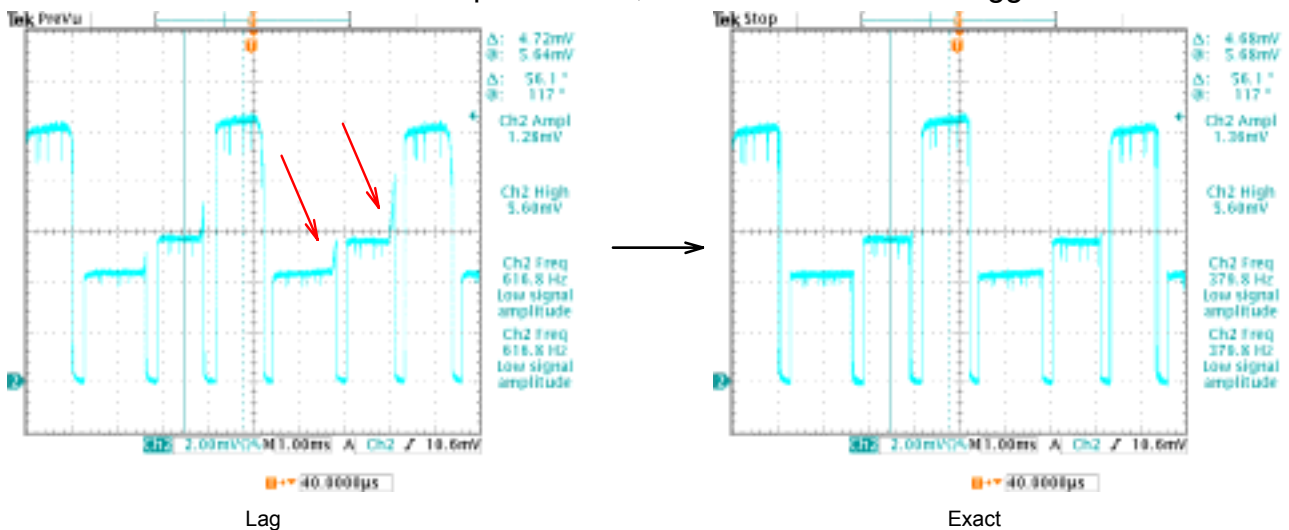 Tek PreVu
Δ: 4.72mV
@: 5.64mV
Δ: 56.1 °
@: 117 °
Ch2 Ampl
1.28mV
Ch2 High
5.60mV
Ch2 Freq
616.8 Hz
Low signal
amplitude
Ch2 Freq
616.8 Hz
Low signal
amplitude
2
Ch2 2.00mVΩ% M 1.00ms A Ch2 10.6mV
40.0000µs
Lag
Tek Stop
Δ: 4.68mV
@: 5.68mV
Δ: 56.1 °
@: 117 °
Ch2 Ampl
1.36mV
Ch2 High
5.60mV
Ch2 Freq
379.8 Hz
Low signal
amplitude
Ch2 Freq
379.8 Hz
Low signal
amplitude
2
Ch2 2.00mVΩ% M 1.00ms A Ch2 10.6mV
40.0000µs
Exact